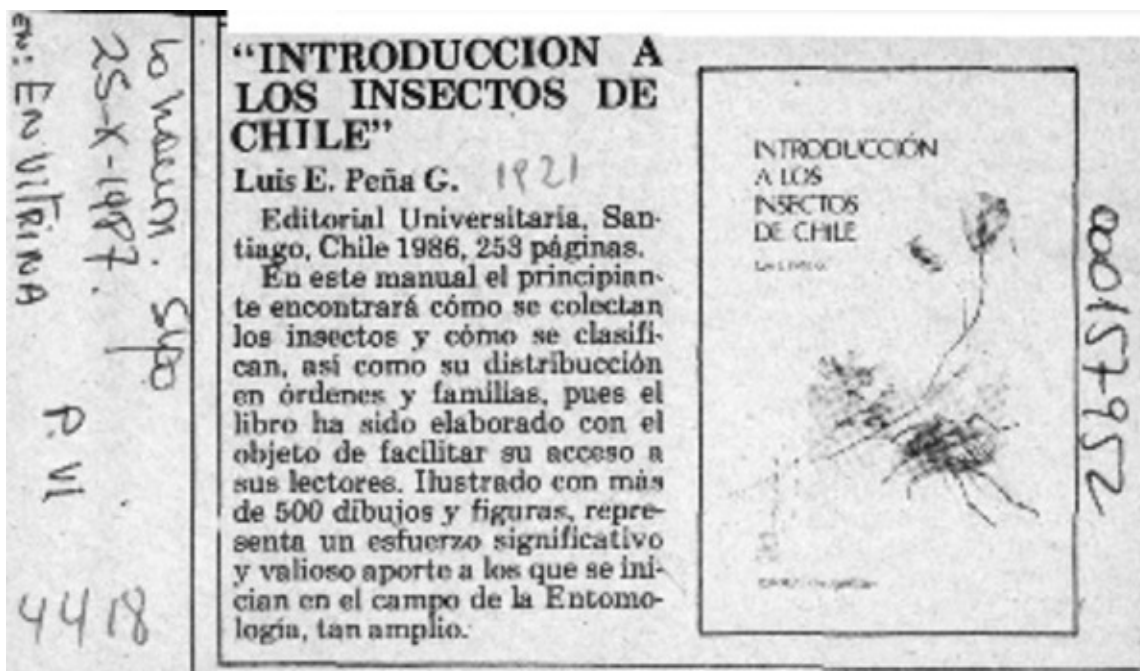 "INTRODUCCION A
LOS INSECTOS DE
CHILE"
Luis E. Peña G. 1921
Editorial Universitaria, San-
tiago, Chile 1986, 253 páginas.
En este manual el principian-
te encontrará cómo se colectan
los insectos y cómo se clasifi-
can, así como su distribucción
en órdenes y familias, pues el
libro ha sido elaborado con el
objeto de facilitar su acceso a
sus lectores. Ilustrado con más
de 500 dibujos y figuras, repre-
senta un esfuerzo significativo
y valioso aporte a los que se ini-
cian en el campo de la Entomo-
logía, tan amplio.
INTRODUCCIÓN
A LOS
INSECTOS
DE CHILE
00157952
La Nación. Stgo
25-X-1987.
P. VI
EN: EN VITRINA
4418